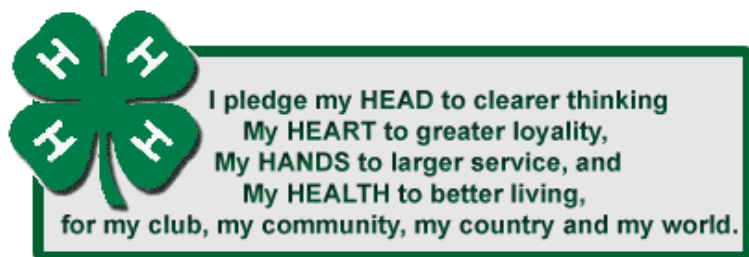 H H
H H
I pledge my HEAD to clearer thinking
My HEART to greater loyalty,
My HANDS to larger service, and
My HEALTH to better living,
for my club, my community, my country and my world.